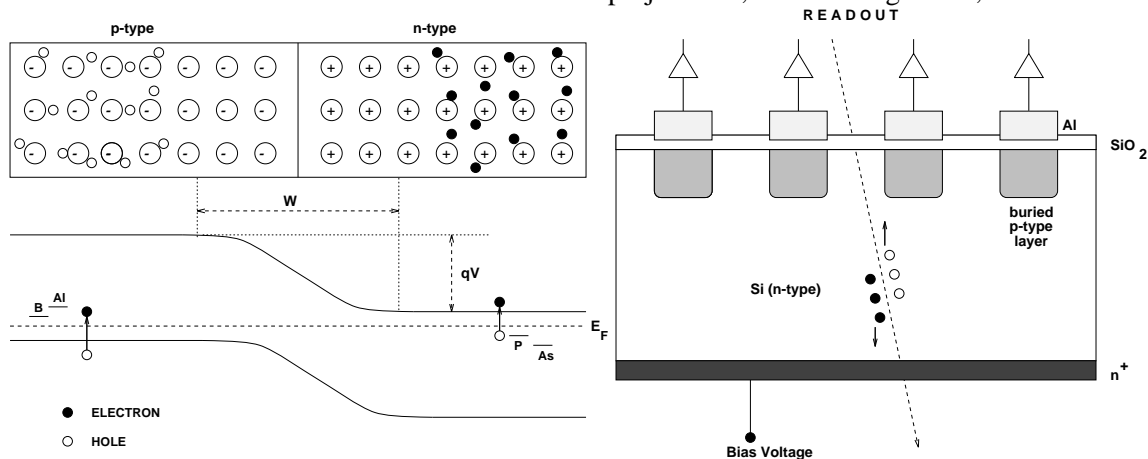 p-type
n-type
W
qV
B
Al
P
As
E F
ELECTRON
HOLE
READOUT
Al
SiO 2
buried
p-type
layer
Si (n-type)
n +
Bias Voltage